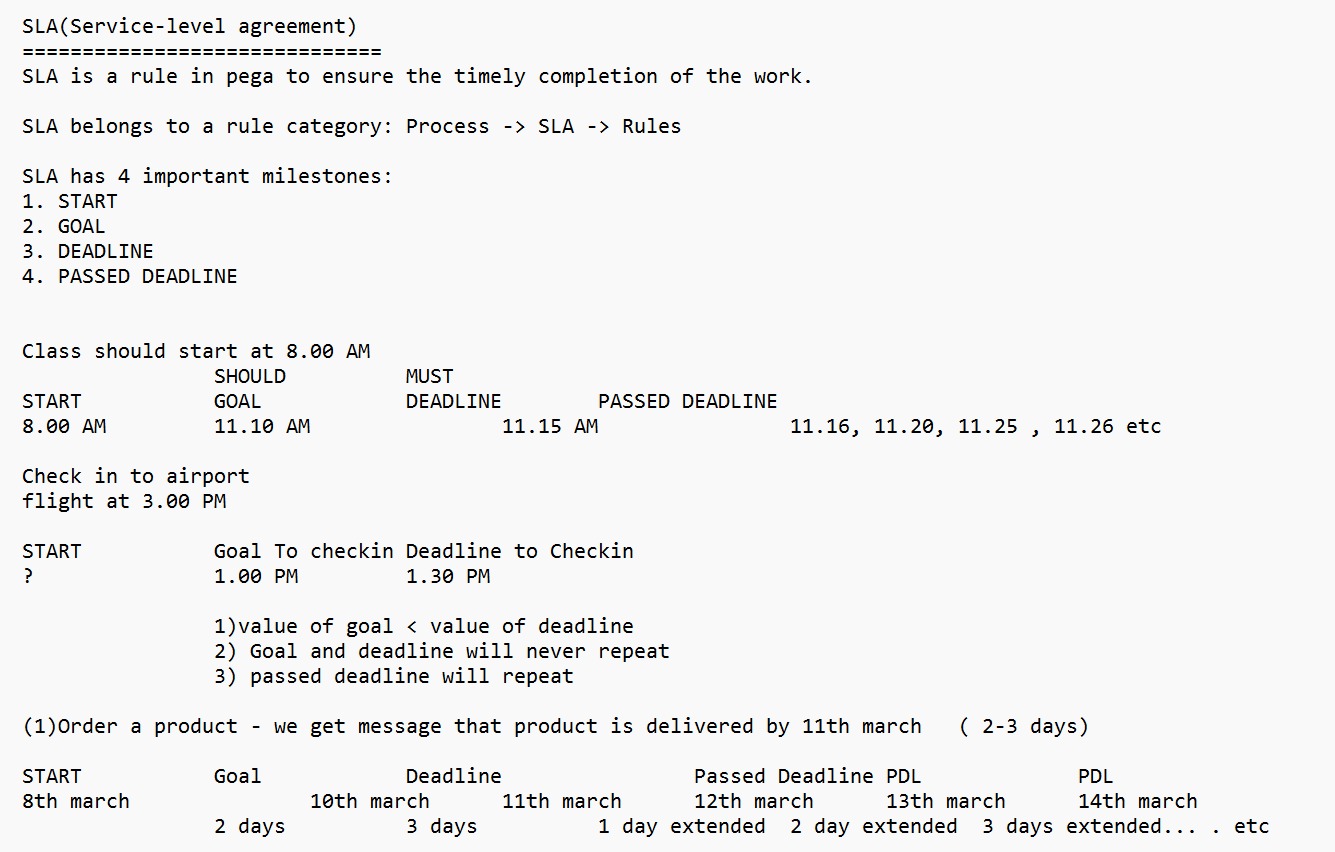 SLA(Service-level agreement)
==============================
SLA is a rule in pega to ensure the timely completion of the work.
SLA belongs to a rule category: Process -> SLA -> Rules
SLA has 4 important milestones:
1. START
2. GOAL
3. DEADLINE
4. PASSED DEADLINE
Class should start at 8.00 AM
SHOULD MUST
START GOAL DEADLINE PASSED DEADLINE
8.00 AM 11.10 AM 11.15 AM 11.16, 11.20, 11.25 , 11.26 etc
Check in to airport
flight at 3.00 PM
START Goal To checkin Deadline to Checkin
? 1.00 PM 1.30 PM
1)value of goal < value of deadline
2) Goal and deadline will never repeat
3) passed deadline will repeat
(1)Order a product - we get message that product is delivered by 11th march ( 2-3 days)
START Goal Deadline Passed Deadline PDL PDL
8th march 10th march 11th march 12th march 13th march 14th march
2 days 3 days 1 day extended 2 day extended 3 days extended... . etc